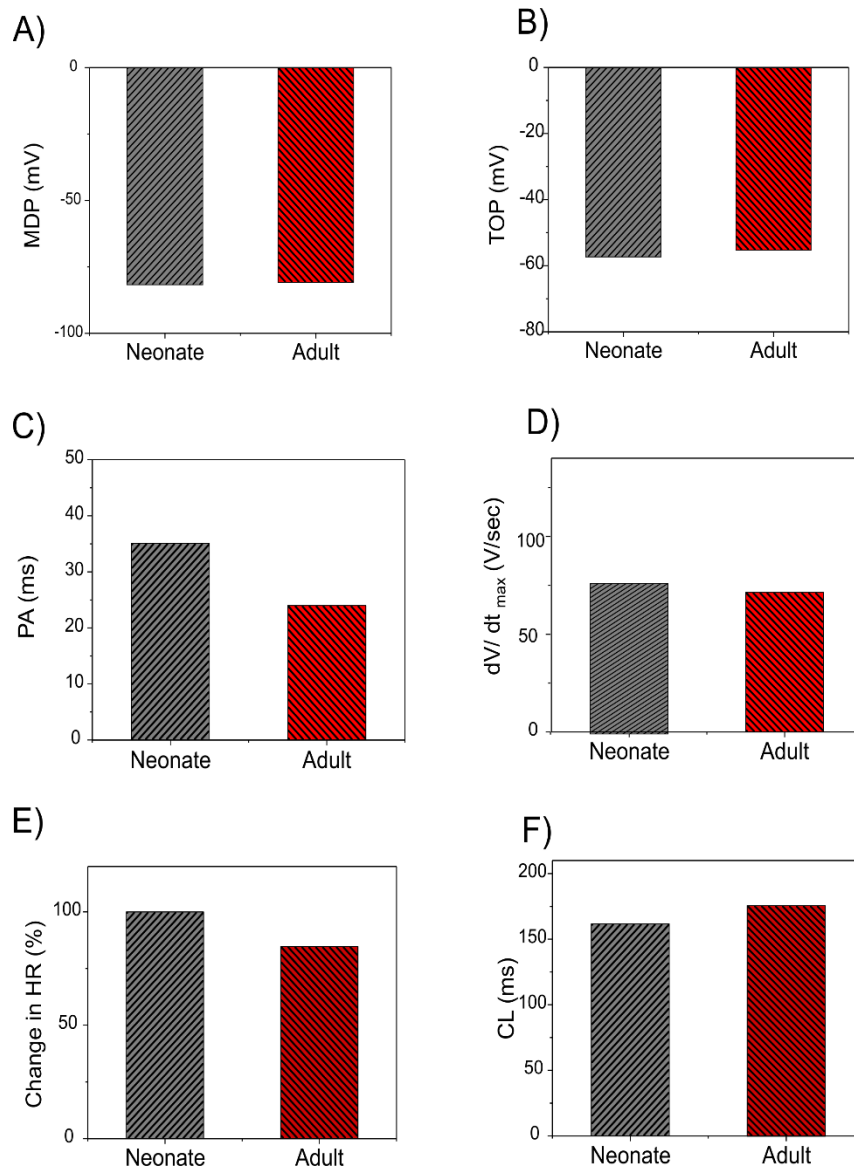 A)
0
-50
-100
MDP (mV)
Neonate Adult
B)
0
-20
-40
-60
-80
TOP (mV)
Neonate Adult
C)
50
40
30
20
10
0
PA (ms)
Neonate Adult
D)
100
50
0
dV/ dt max (V/sec)
Neonate Adult
E)
100
50
0
Change in HR (%)
Neonate Adult
F)
200
150
100
50
0
CL (ms)
Neonate Adult